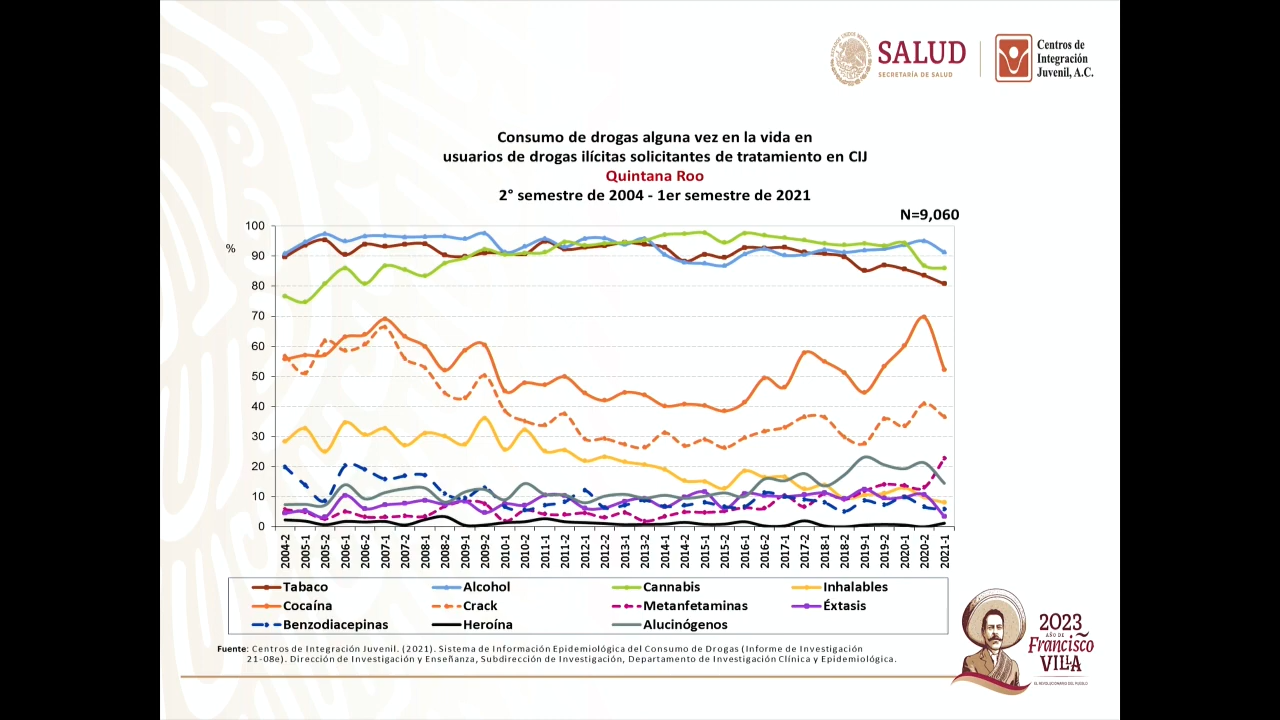 SALUD
SECRETARÍA DE SALUD
Centros de
Integración
Juvenil, A.C.
Consumo de drogas alguna vez en la vida en
usuarios de drogas ilícitas solicitantes de tratamiento en CIJ
Quintana Roo
2° semestre de 2004 - 1er semestre de 2021
N=9,060
%
100
90
80
70
60
50
40
30
20
10
0
2004-2 2005-1 2005-2 2006-1 2006-2 2007-1 2007-2 2008-1 2008-2 2009-1 2009-2 2010-1 2010-2 2011-1 2011-2 2012-1 2012-2 2013-1 2013-2 2014-1 2014-2 2015-1 2015-2 2016-1 2016-2 2017-1 2017-2 2018-1 2018-2 2019-1 2019-2 2020-1 2020-2 2021-1
Tabaco Alcohol Cannabis Inhalables
Cocaína Crack Metanfetaminas Éxtasis
Benzodiacepinas Heroína Alucinógenos
Fuente: Centros de Integración Juvenil. (2021). Sistema de Información Epidemiológica del Consumo de Drogas (Informe de Investigación
21-08e). Dirección de Investigación y Enseñanza, Subdirección de Investigación, Departamento de Investigación Clínica y Epidemiológica.
2023
AÑO DE
Francisco
VILLA
EL REVOLUCIONARIO DEL PUEBLO